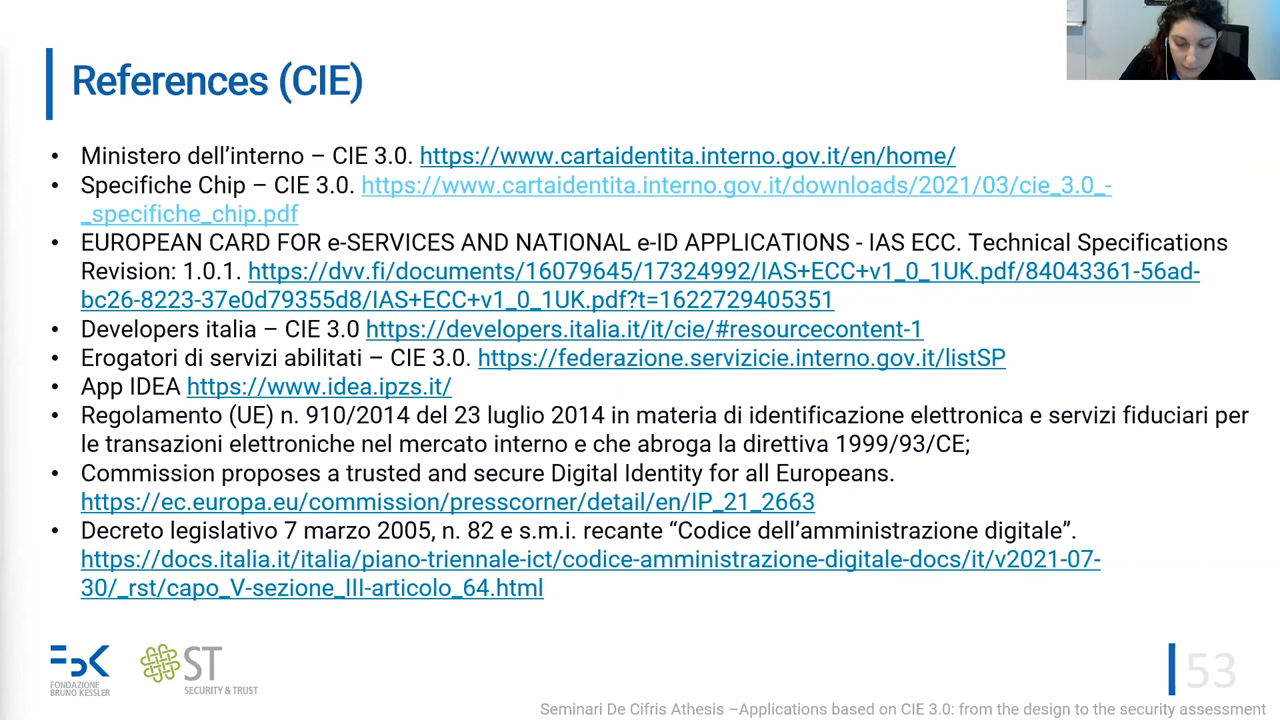 References (CIE)
• Ministero dell’interno – CIE 3.0. https://www.cartaidentita.interno.gov.it/en/home/
• Specifiche Chip – CIE 3.0. https://www.cartaidentita.interno.gov.it/downloads/2021/03/cie_3.0_-
_specifiche_chip.pdf
• EUROPEAN CARD FOR e-SERVICES AND NATIONAL e-ID APPLICATIONS - IAS ECC. Technical Specifications
Revision: 1.0.1. https://dvv.fi/documents/16079645/17324992/IAS+ECC+v1_0_1UK.pdf/84043361-56ad-
bc26-8223-37e0d79355d8/IAS+ECC+v1_0_1UK.pdf?t=1622729405351
• Developers italia – CIE 3.0 https://developers.italia.it/it/cie/#resourcecontent-1
• Erogatori di servizi abilitati – CIE 3.0. https://federazione.servizicie.interno.gov.it/listSP
• App IDEA https://www.idea.ipzs.it/
• Regolamento (UE) n. 910/2014 del 23 luglio 2014 in materia di identificazione elettronica e servizi fiduciari per
le transazioni elettroniche nel mercato interno e che abroga la direttiva 1999/93/CE;
• Commission proposes a trusted and secure Digital Identity for all Europeans.
https://ec.europa.eu/commission/presscorner/detail/en/IP_21_2663
• Decreto legislativo 7 marzo 2005, n. 82 e s.m.i. recante “Codice dell’amministrazione digitale”.
https://docs.italia.it/italia/piano-triennale-ict/codice-amministrazione-digitale-docs/it/v2021-07-
30/_rst/capo_V-sezione_III-articolo_64.html
FBK
FONDAZIONE
BRUNO KESSLER
ST
SECURITY & TRUST
53
Seminari De Cifris Athesis –Applications based on CIE 3.0: from the design to the security assessment